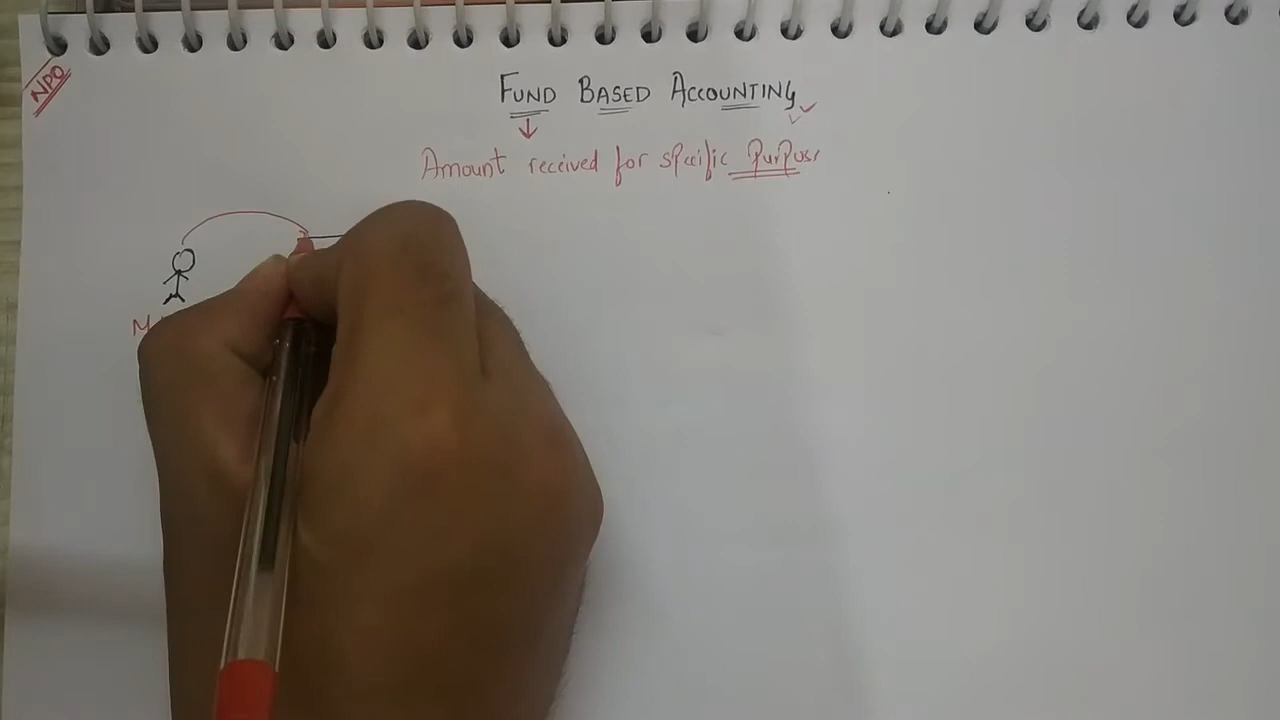 NPO
FUND BASED ACCOUNTING
Amount received for specific Purpose